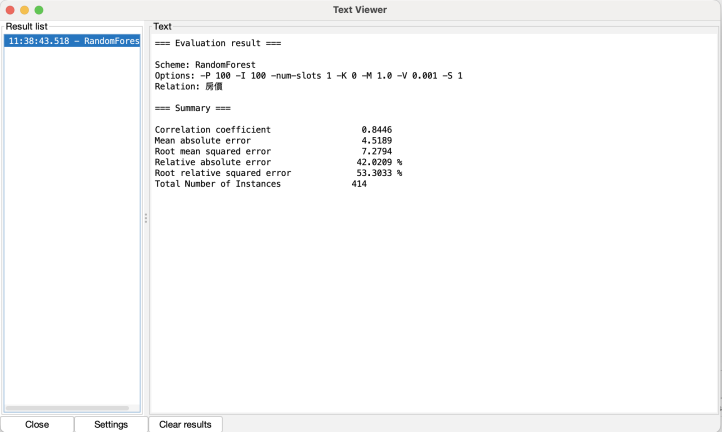 Text Viewer
Result list
11:38:43.518 - RandomFores
Text
=== Evaluation result ===
Scheme: RandomForest
Options: -P 100 -I 100 -num-slots 1 -K 0 -M 1.0 -V 0.001 -S 1
Relation: 房價
=== Summary ===
Correlation coefficient 0.8446
Mean absolute error 4.5189
Root mean squared error 7.2794
Relative absolute error 42.0209 %
Root relative squared error 53.3033 %
Total Number of Instances 414
Close
Settings
Clear results